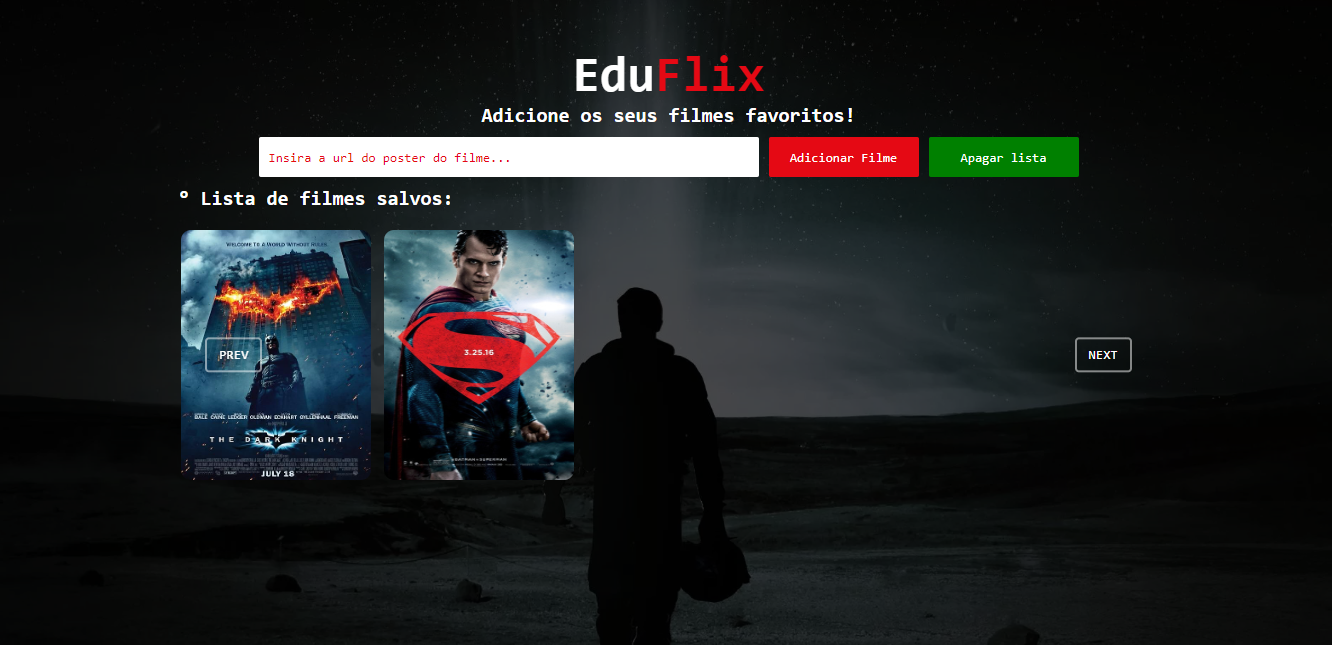 EduFlix
Adicione os seus filmes favoritos!
Insira a url do poster do filme...
Adicionar Filme
Apagar lista
° Lista de filmes salvos:
WELCOME TO A WORLD WITHOUT RULES.
PREV
3.25.16
NEXT
BALE CAINE LEDGER OLDMAN ECKHART GYLLENHAAL FREEMAN
THE DARK KNIGHT
JULY 18